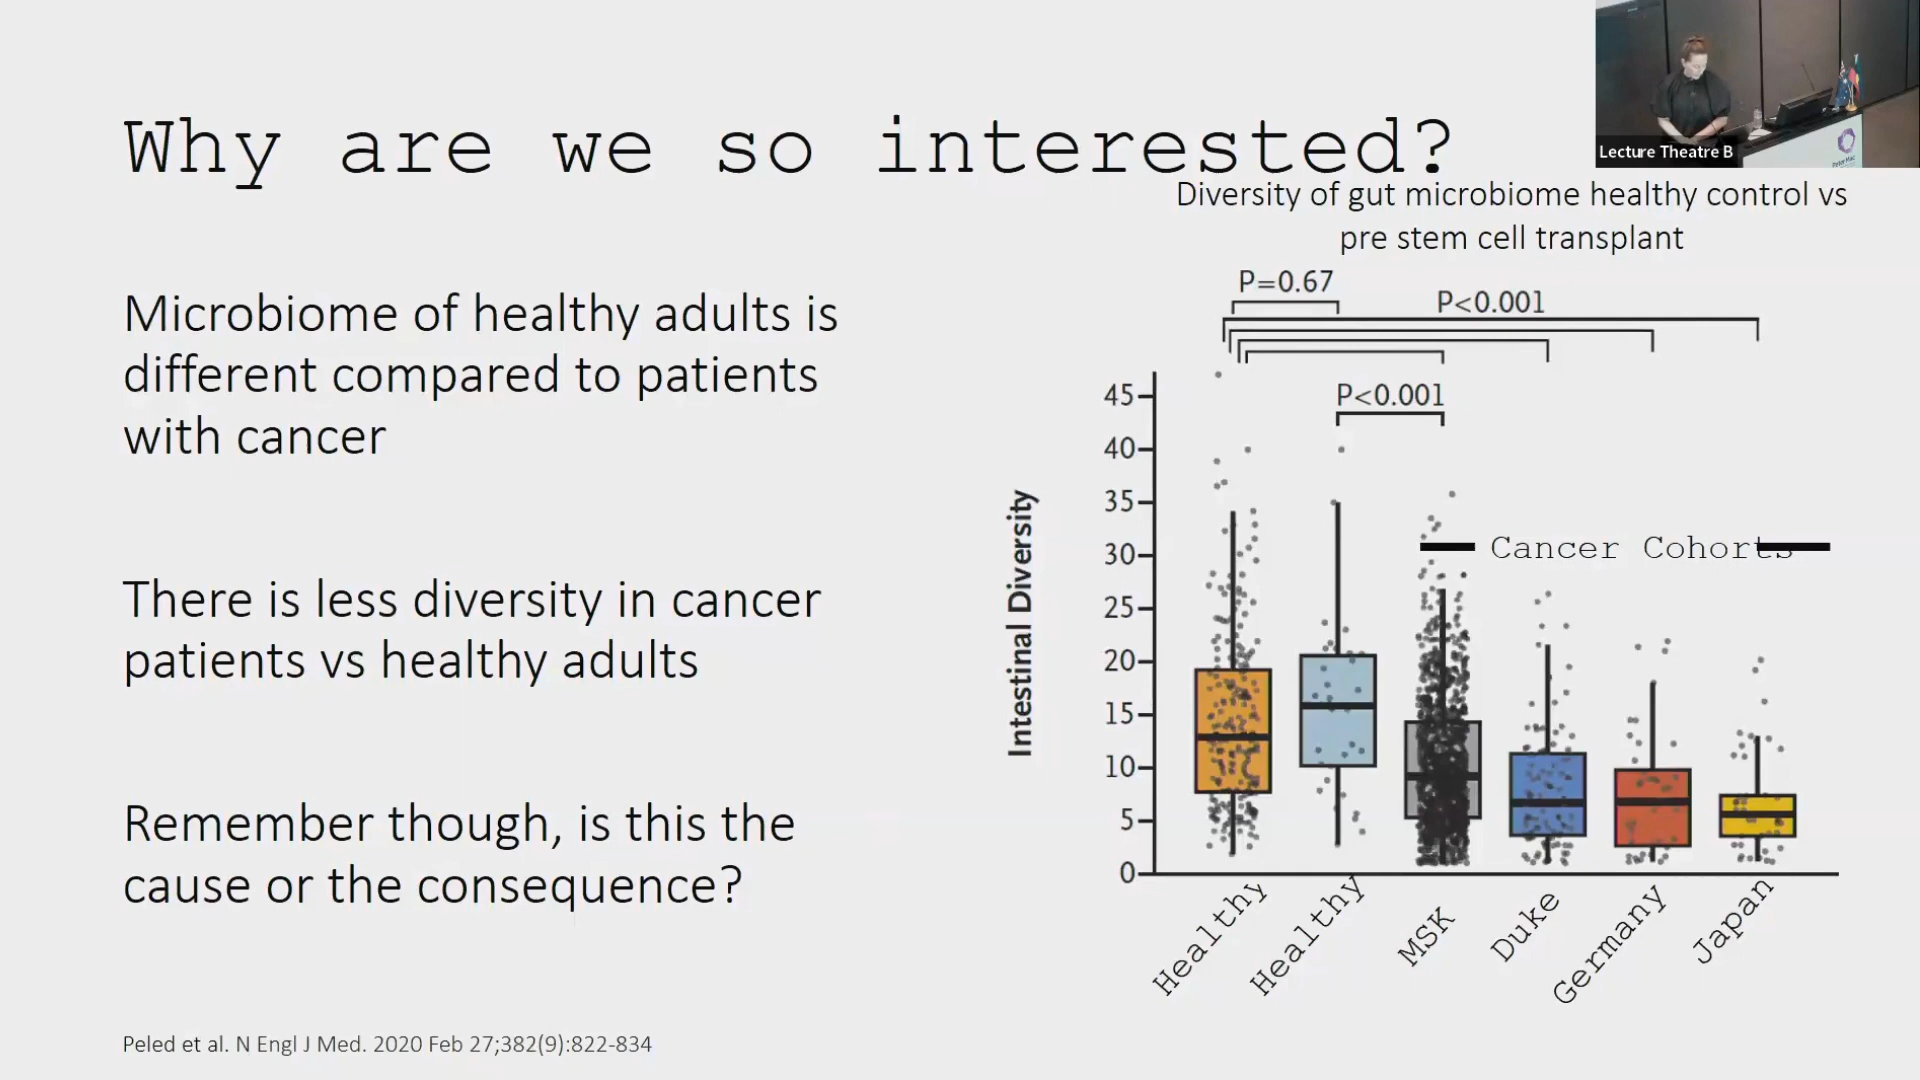 Why are we so interested?
Lecture Theatre B
Diversity of gut microbiome healthy control vs
pre stem cell transplant
Microbiome of healthy adults is
different compared to patients
with cancer
There is less diversity in cancer
patients vs healthy adults
Remember though, is this the
cause or the consequence?
P=0.67
P<0.001
P<0.001
45
40
35
30
25
20
15
10
5
0
Intestinal Diversity
Cancer Cohorts
Healthy
Healthy
MSK
Duke
Germany
Japan
Peled et al. N Engl J Med. 2020 Feb 27;382(9):822-834